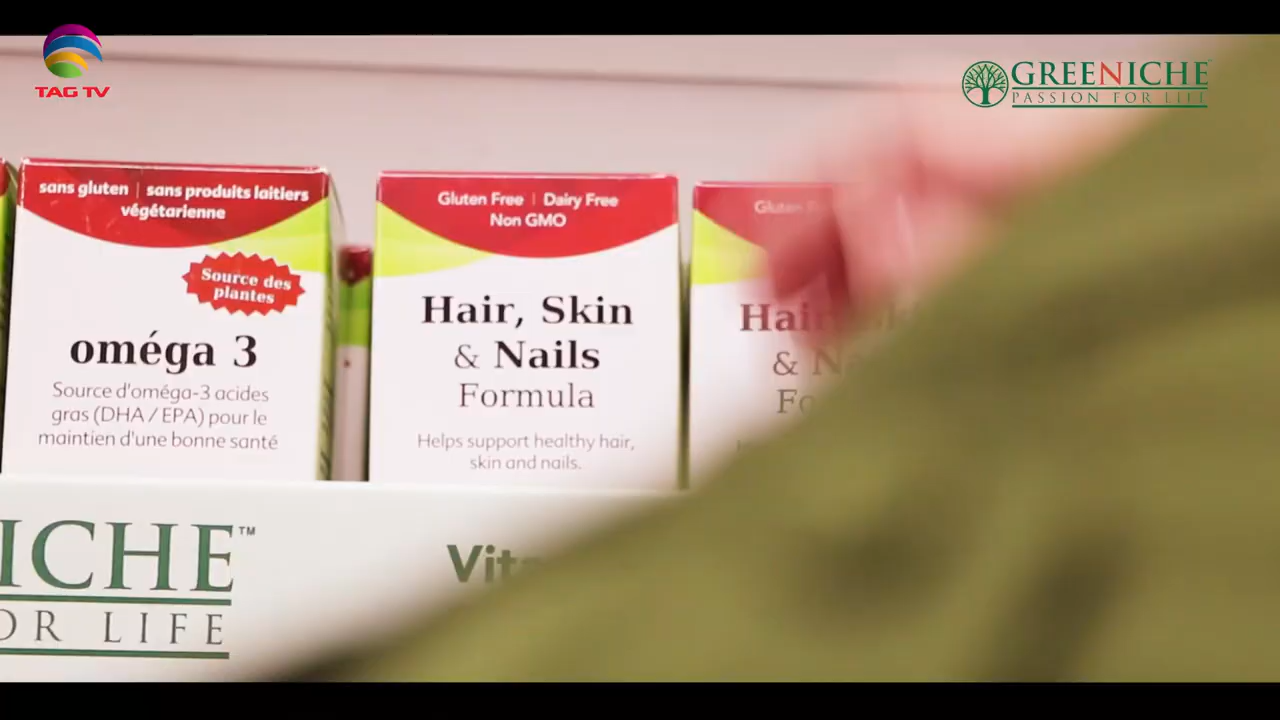 TAG TV
GREENICHE
PASSION FOR LIFE
sans gluten | sans produits laitiers
végétarienne
Source des
plantes
oméga 3
Source d'oméga-3 acides
gras (DHA / EPA) pour le
maintien d'une bonne santé
Gluten Free | Dairy Free
Non GMO
Hair, Skin
& Nails
Formula
Helps support healthy hair,
skin and nails.
Gluten
Hair
&
ICHE™
OR LIFE